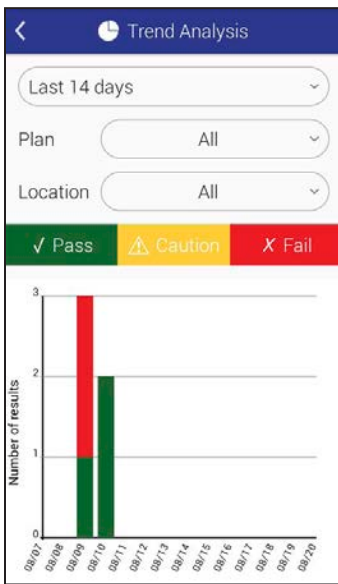 Trend Analysis
Last 14 days
Plan All
Location All
√ Pass ⚠ Caution X Fail
3
2
1
0
Number of results
08/07 08/08 08/09 08/10 08/11 08/12 08/13 08/14 08/15 08/16 08/17 08/18 08/19 08/20